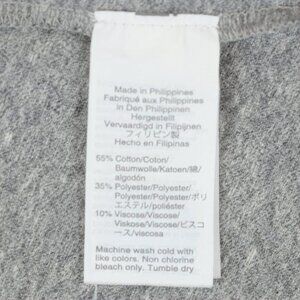 Made in Philippines
Fabriqué aux Philippines
In Den Philippinen
Hergestellt
Vervaardigd in Filipijnen
フィリピン製
Hecho en Filipinas
55% Cotton/Coton/
Baumwolle/Katoen/綿/
algodón
35% Polyester/Polyester/
Polyester/Polyester/ポリ
エステル/poliéster
10% Viscose/Viscose/
Viskose/Viscose/ビスコ
ース/viscosa
Machine wash cold with
like colors. Non chlorine
bleach only. Tumble dry